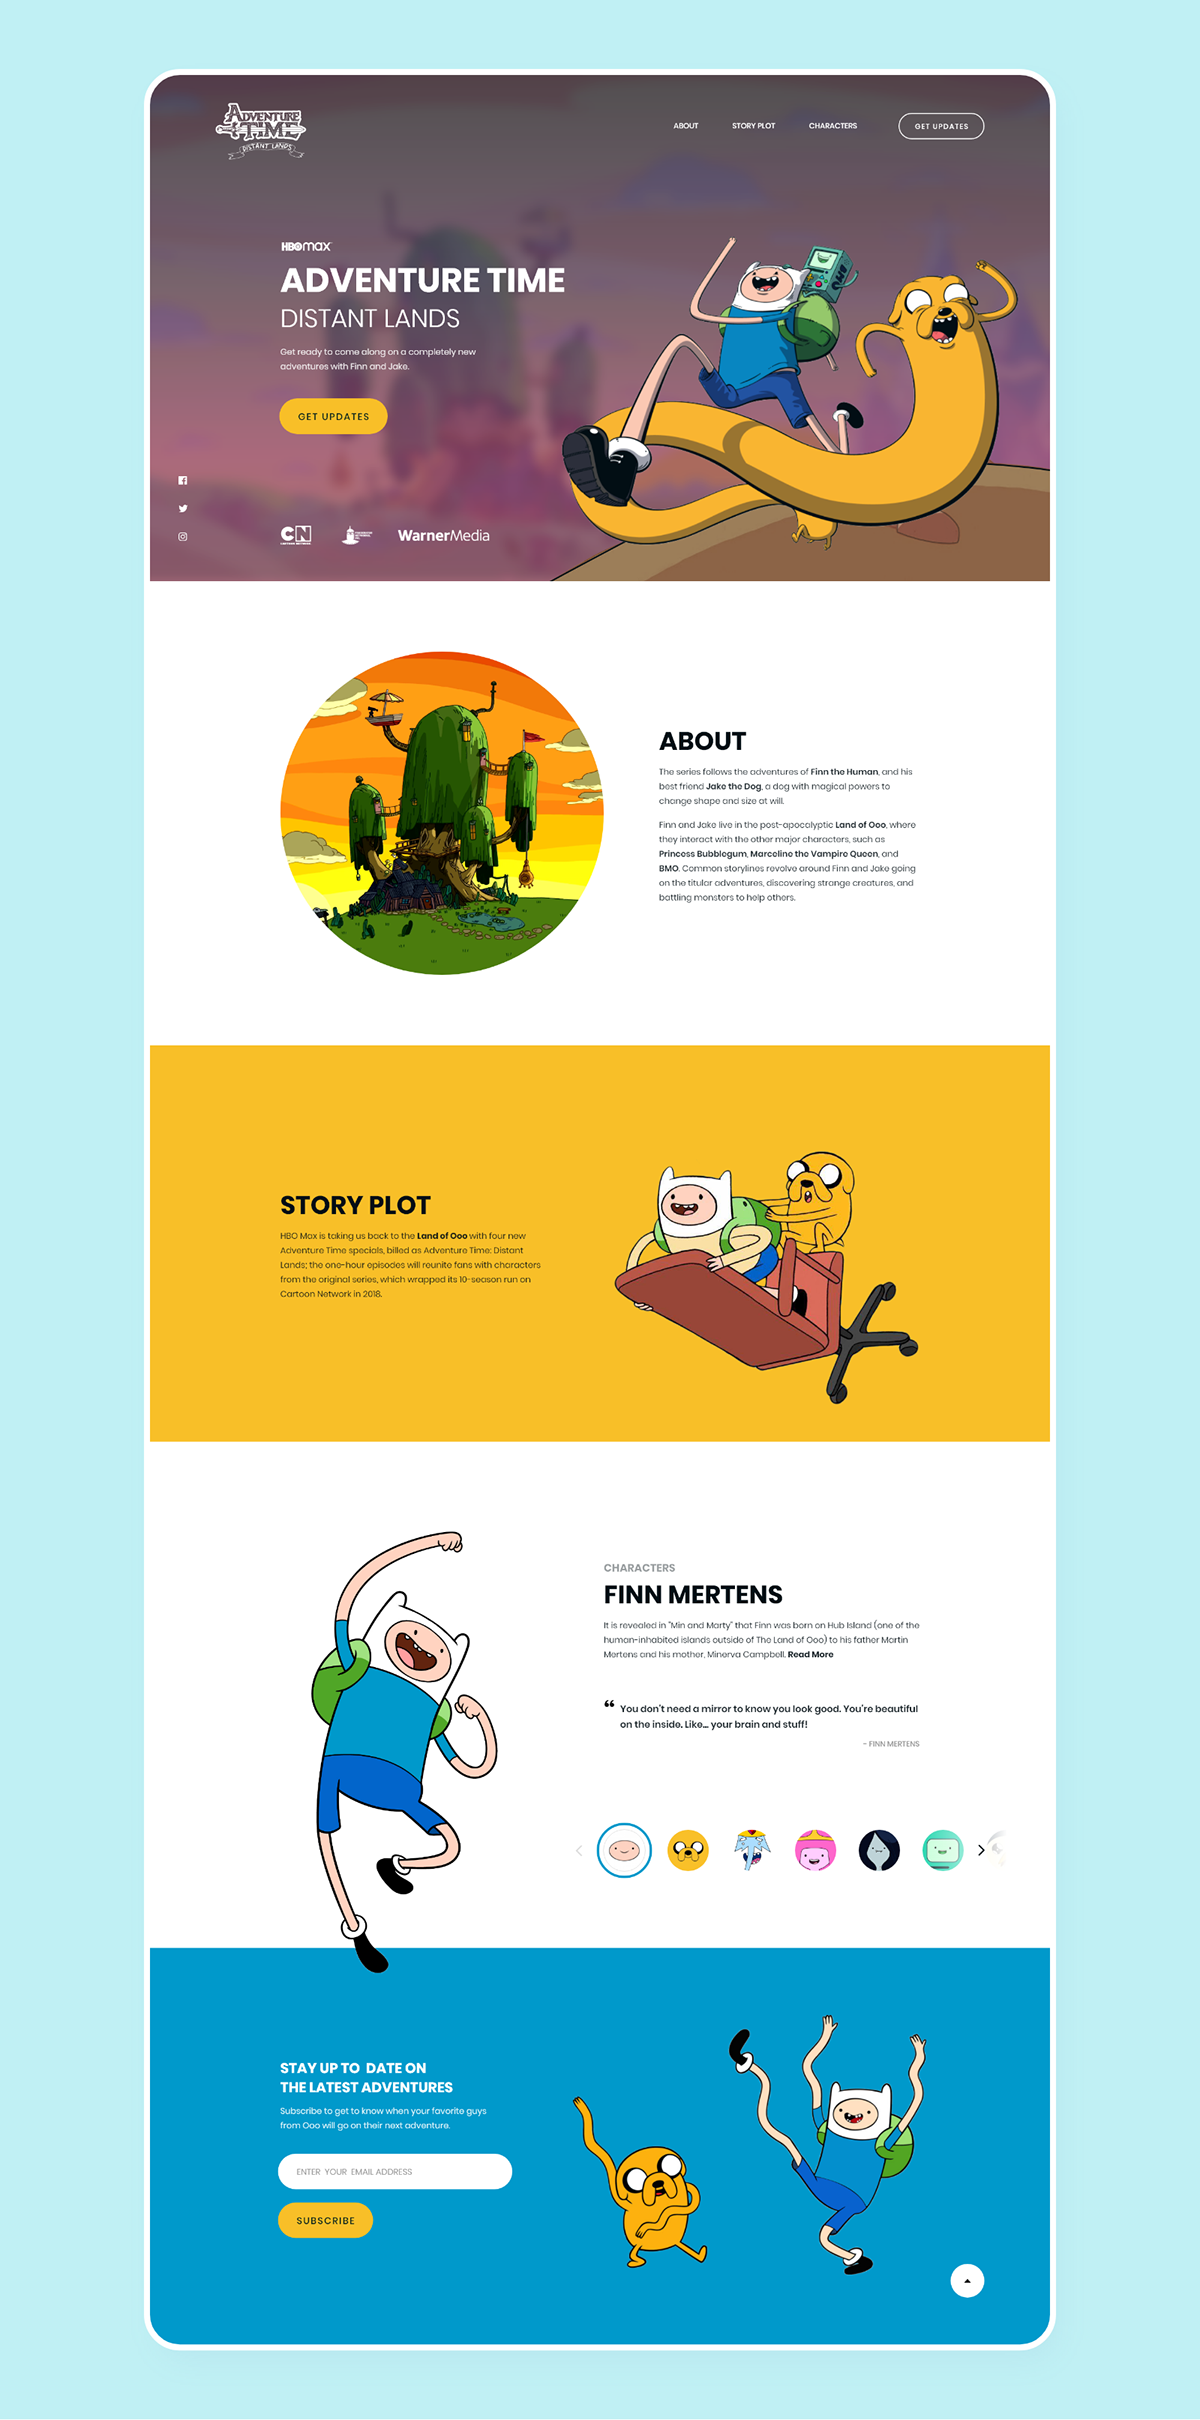 ADVENTURE
TIME
DISTANT LANDS
ABOUT
STORY PLOT
CHARACTERS
GET UPDATES
HBOmax
ADVENTURE TIME
DISTANT LANDS
Get ready to come along on a completely new
adventures with Finn and Jake.
GET UPDATES
CN
CARTOON NETWORK
WarnerMedia
ABOUT
The series follows the adventures of Finn the Human, and his
best friend Jake the Dog, a dog with magical powers to
change shape and size at will.
Finn and Jake live in the post-apocalyptic Land of Ooo, where
they interact with the other major characters, such as
Princess Bubblegum, Marceline the Vampire Queen, and
BMO. Common storylines revolve around Finn and Jake going
on the titular adventures, discovering strange creatures, and
battling monsters to help others.
STORY PLOT
HBO Max is taking us back to the Land of Ooo with four new
Adventure Time specials, billed as Adventure Time: Distant
Lands; the one-hour episodes will reunite fans with characters
from the original series, which wrapped its 10-season run on
Cartoon Network in 2018.
CHARACTERS
FINN MERTENS
It is revealed in "Min and Marty" that Finn was born on Hub Island (one of the
human-inhabited islands outside of The Land of Ooo) to his father Martin
Mertens and his mother, Minerva Campbell. Read More
“ You don't need a mirror to know you look good. You're beautiful
on the inside. Like... your brain and stuff!
- FINN MERTENS
STAY UP TO DATE ON
THE LATEST ADVENTURES
Subscribe to get to know when your favorite guys
from Ooo will go on their next adventure.
ENTER YOUR EMAIL ADDRESS
SUBSCRIBE